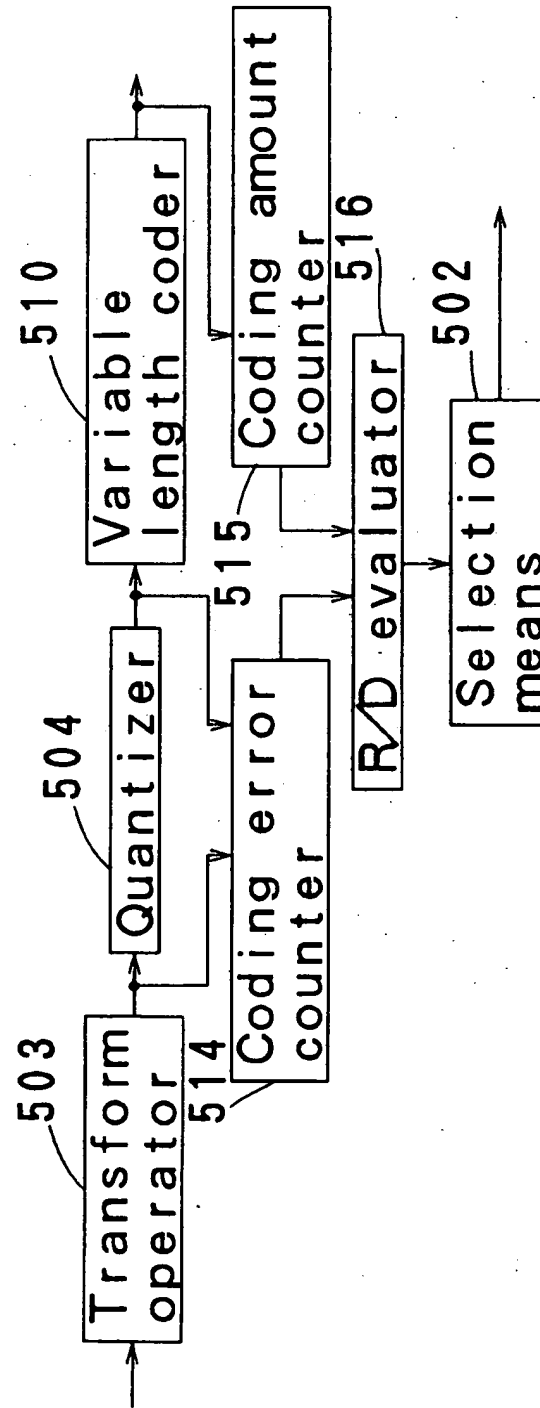 503
Transform
operator
504
Quantizer
510
Variable
length coder
514
Coding error
counter
515
Coding amount
counter
R/D evaluator
516
Selection
means
502